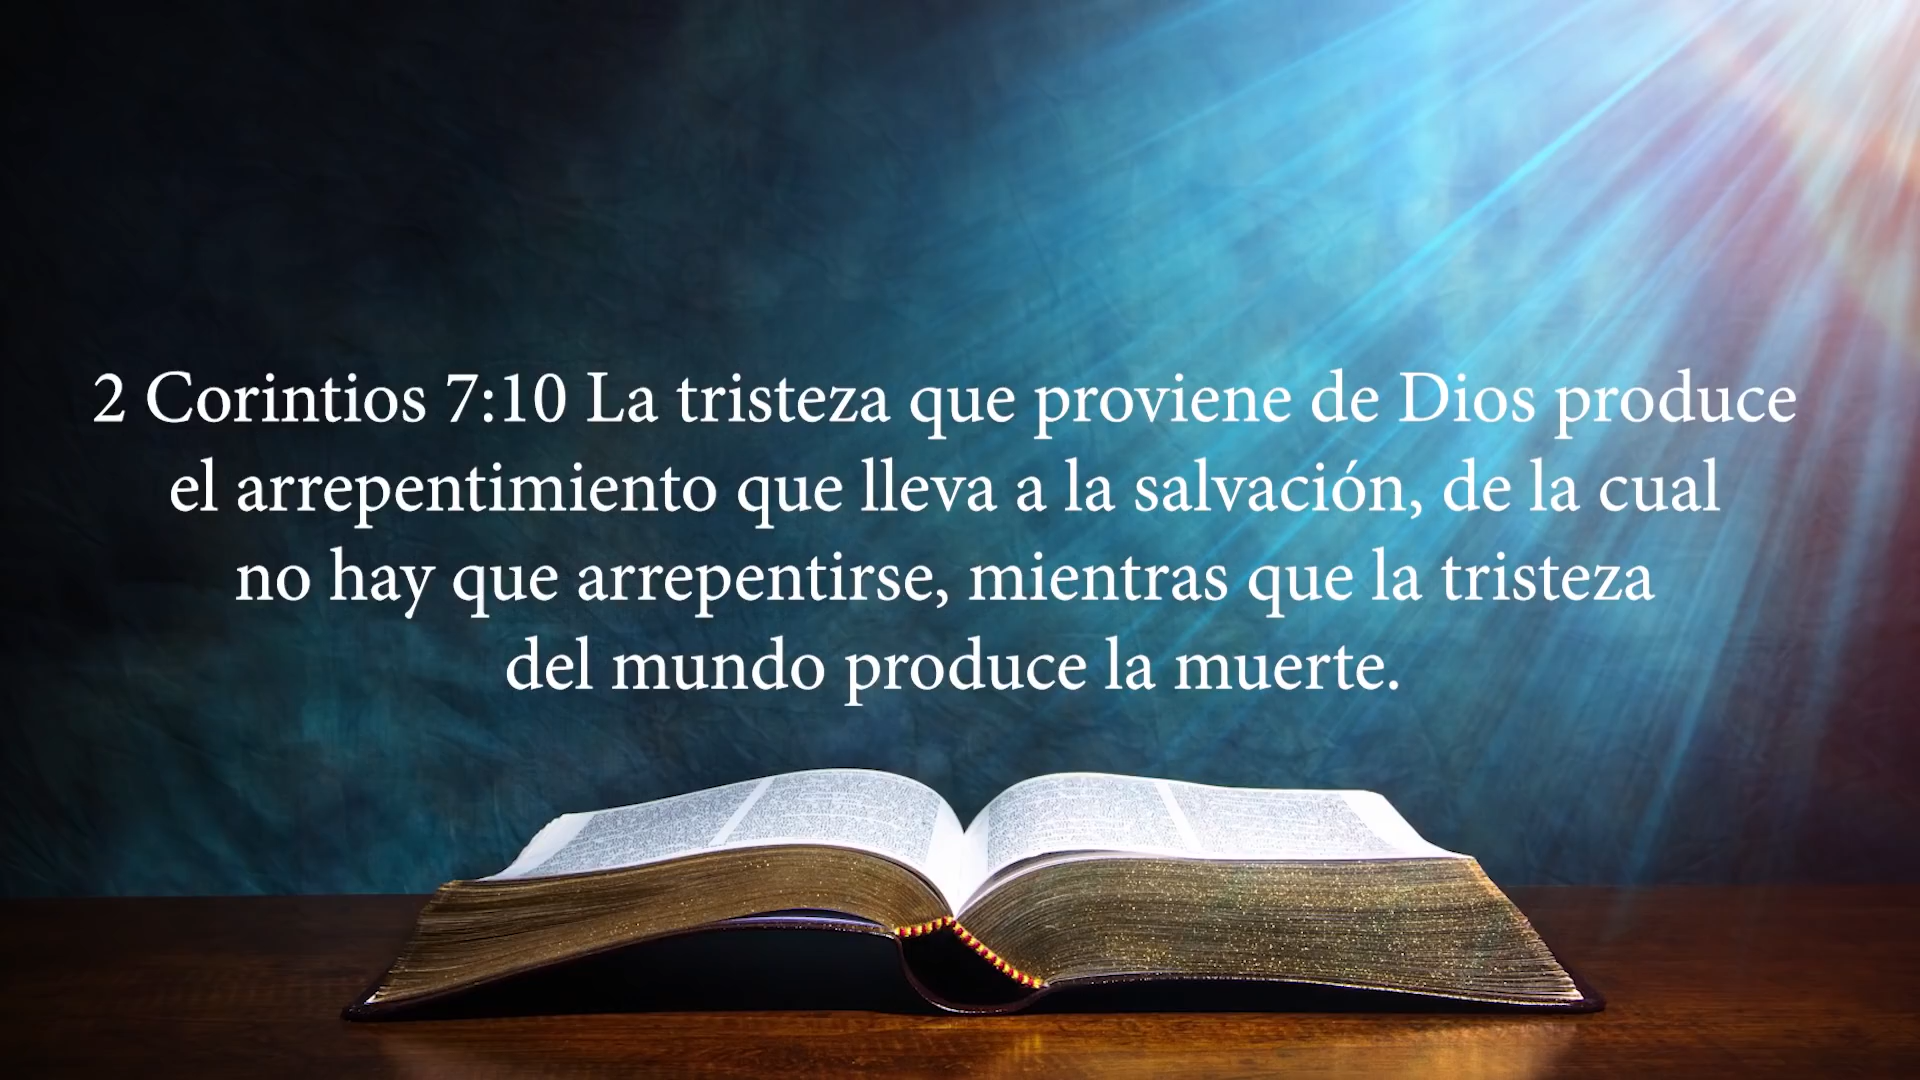 2 Corintios 7:10 La tristeza que proviene de Dios produce
el arrepentimiento que lleva a la salvación, de la cual
no hay que arrepentirse, mientras que la tristeza
del mundo produce la muerte.